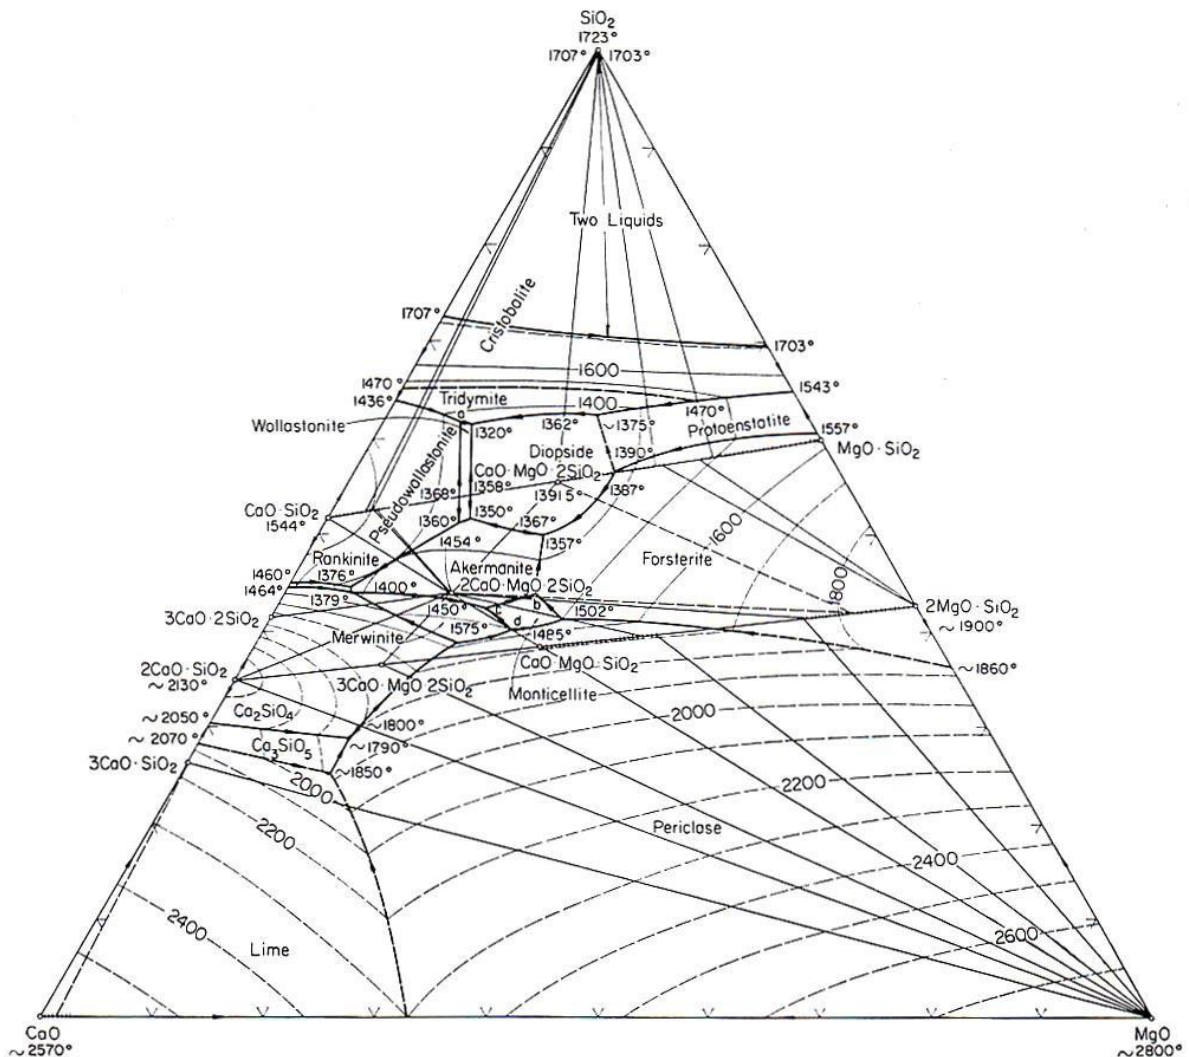 SiO₂
1723°
1707° 1703°
Two Liquids
Cristobalite
1707°
1703°
1600
1470°
1543°
1436°
Tridymite
1400
1470°
a
1320°
1362°
~1375°
Protoenstatite
1557°
Wollastonite
Diopside
1390°
MgO·SiO₂
Pseudowollastonite
CaO·MgO·2SiO₂
1368°
1358°
1391.5°
1387°
CaO·SiO₂
1544°
1360°
1350°
1367°
1600
1454°
1357°
Rankinite
Akermanite
Forsterite
1800
1460°
1376°
1464°
1400°
2CaO·MgO·2SiO₂
1379°
1450°
c
b
1502°
2MgO·SiO₂
~1900°
3CaO·2SiO₂
d
Merwinite
1575°
1485°
2CaO·SiO₂
~2130°
CaO·MgO·SiO₂
~1860°
3CaO·MgO·2SiO₂
Monticellite
Ca₂SiO₄
2000
~2050°
~1800°
~2070°
Ca₃SiO₅
~1790°
3CaO·SiO₂
~1850°
2000
2200
2200
Periclase
2400
2400
Lime
2600
CaO
~2570°
MgO
~2800°